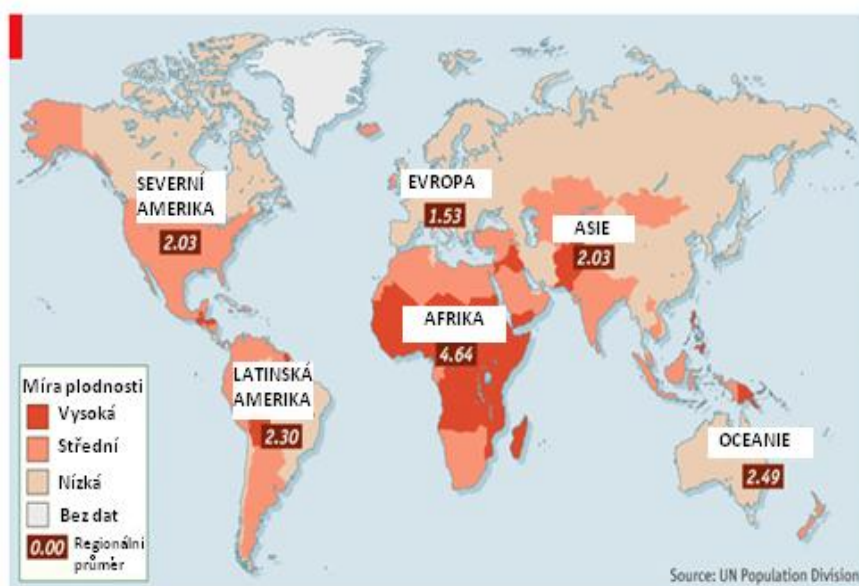 SEVERNÍ
AMERIKA
2.03
EVROPA
1.53
ASIE
2.03
AFRIKA
4.64
LATINSKÁ
AMERIKA
2.30
OCEANIE
2.49
Míra plodnosti
Vysoká
Střední
Nízká
Bez dat
0.00 Regionální
průměr
Source: UN Population Division